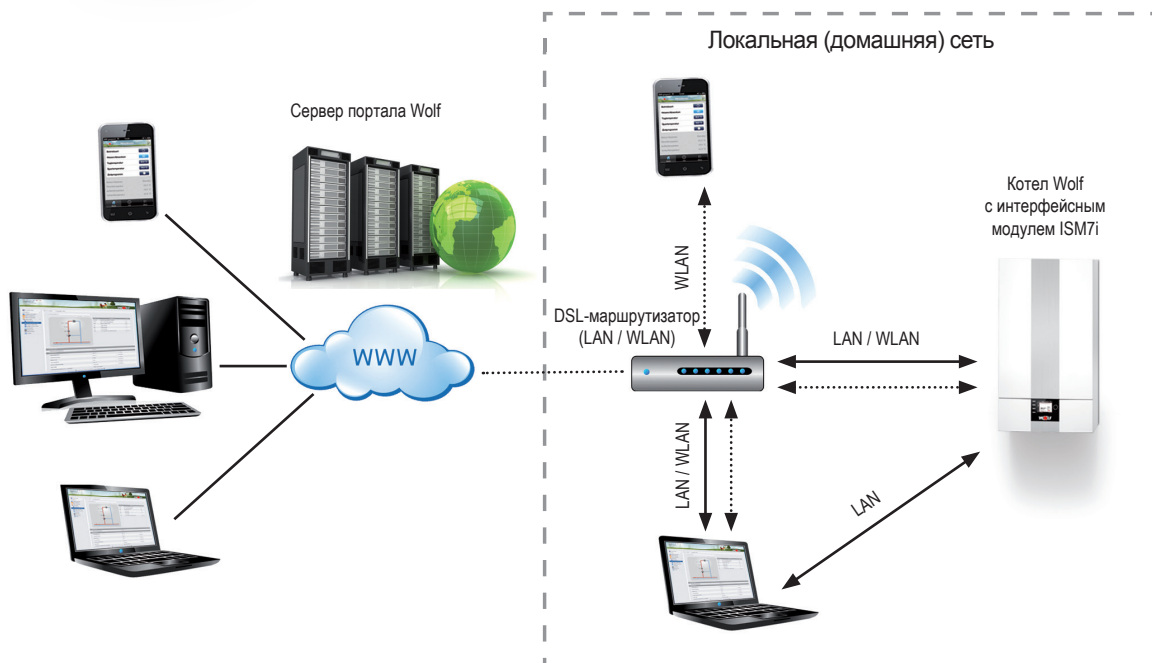 Локальная (домашняя) сеть
Сервер портала Wolf
WWW
WLAN
DSL-маршрутизатор
(LAN / WLAN)
LAN / WLAN
LAN / WLAN
LAN
Котел Wolf
с интерфейсным
модулем ISM7i